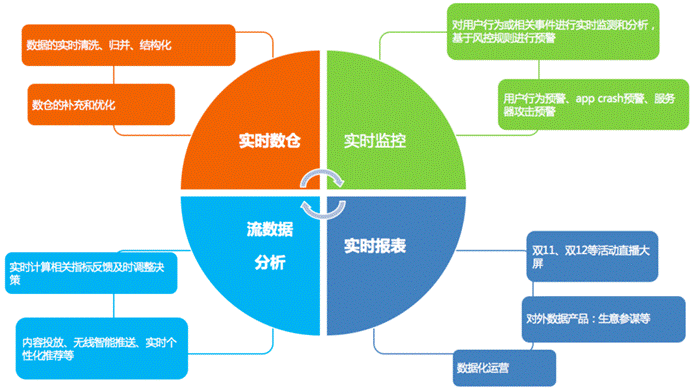 数据的实时清洗、归并、结构化
数仓的补充和优化
实时数仓
对用户行为或相关事件进行实时监测和分析，
基于风控规则进行预警
用户行为预警、app crash预警、服务
器攻击预警
实时监控
流数据
分析
实时计算相关指标反馈及时调整决
策
内容投放、无线智能推送、实时个
性化推荐等
实时报表
双11、双12等活动直播大
屏
对外数据产品：生意参谋等
数据化运营